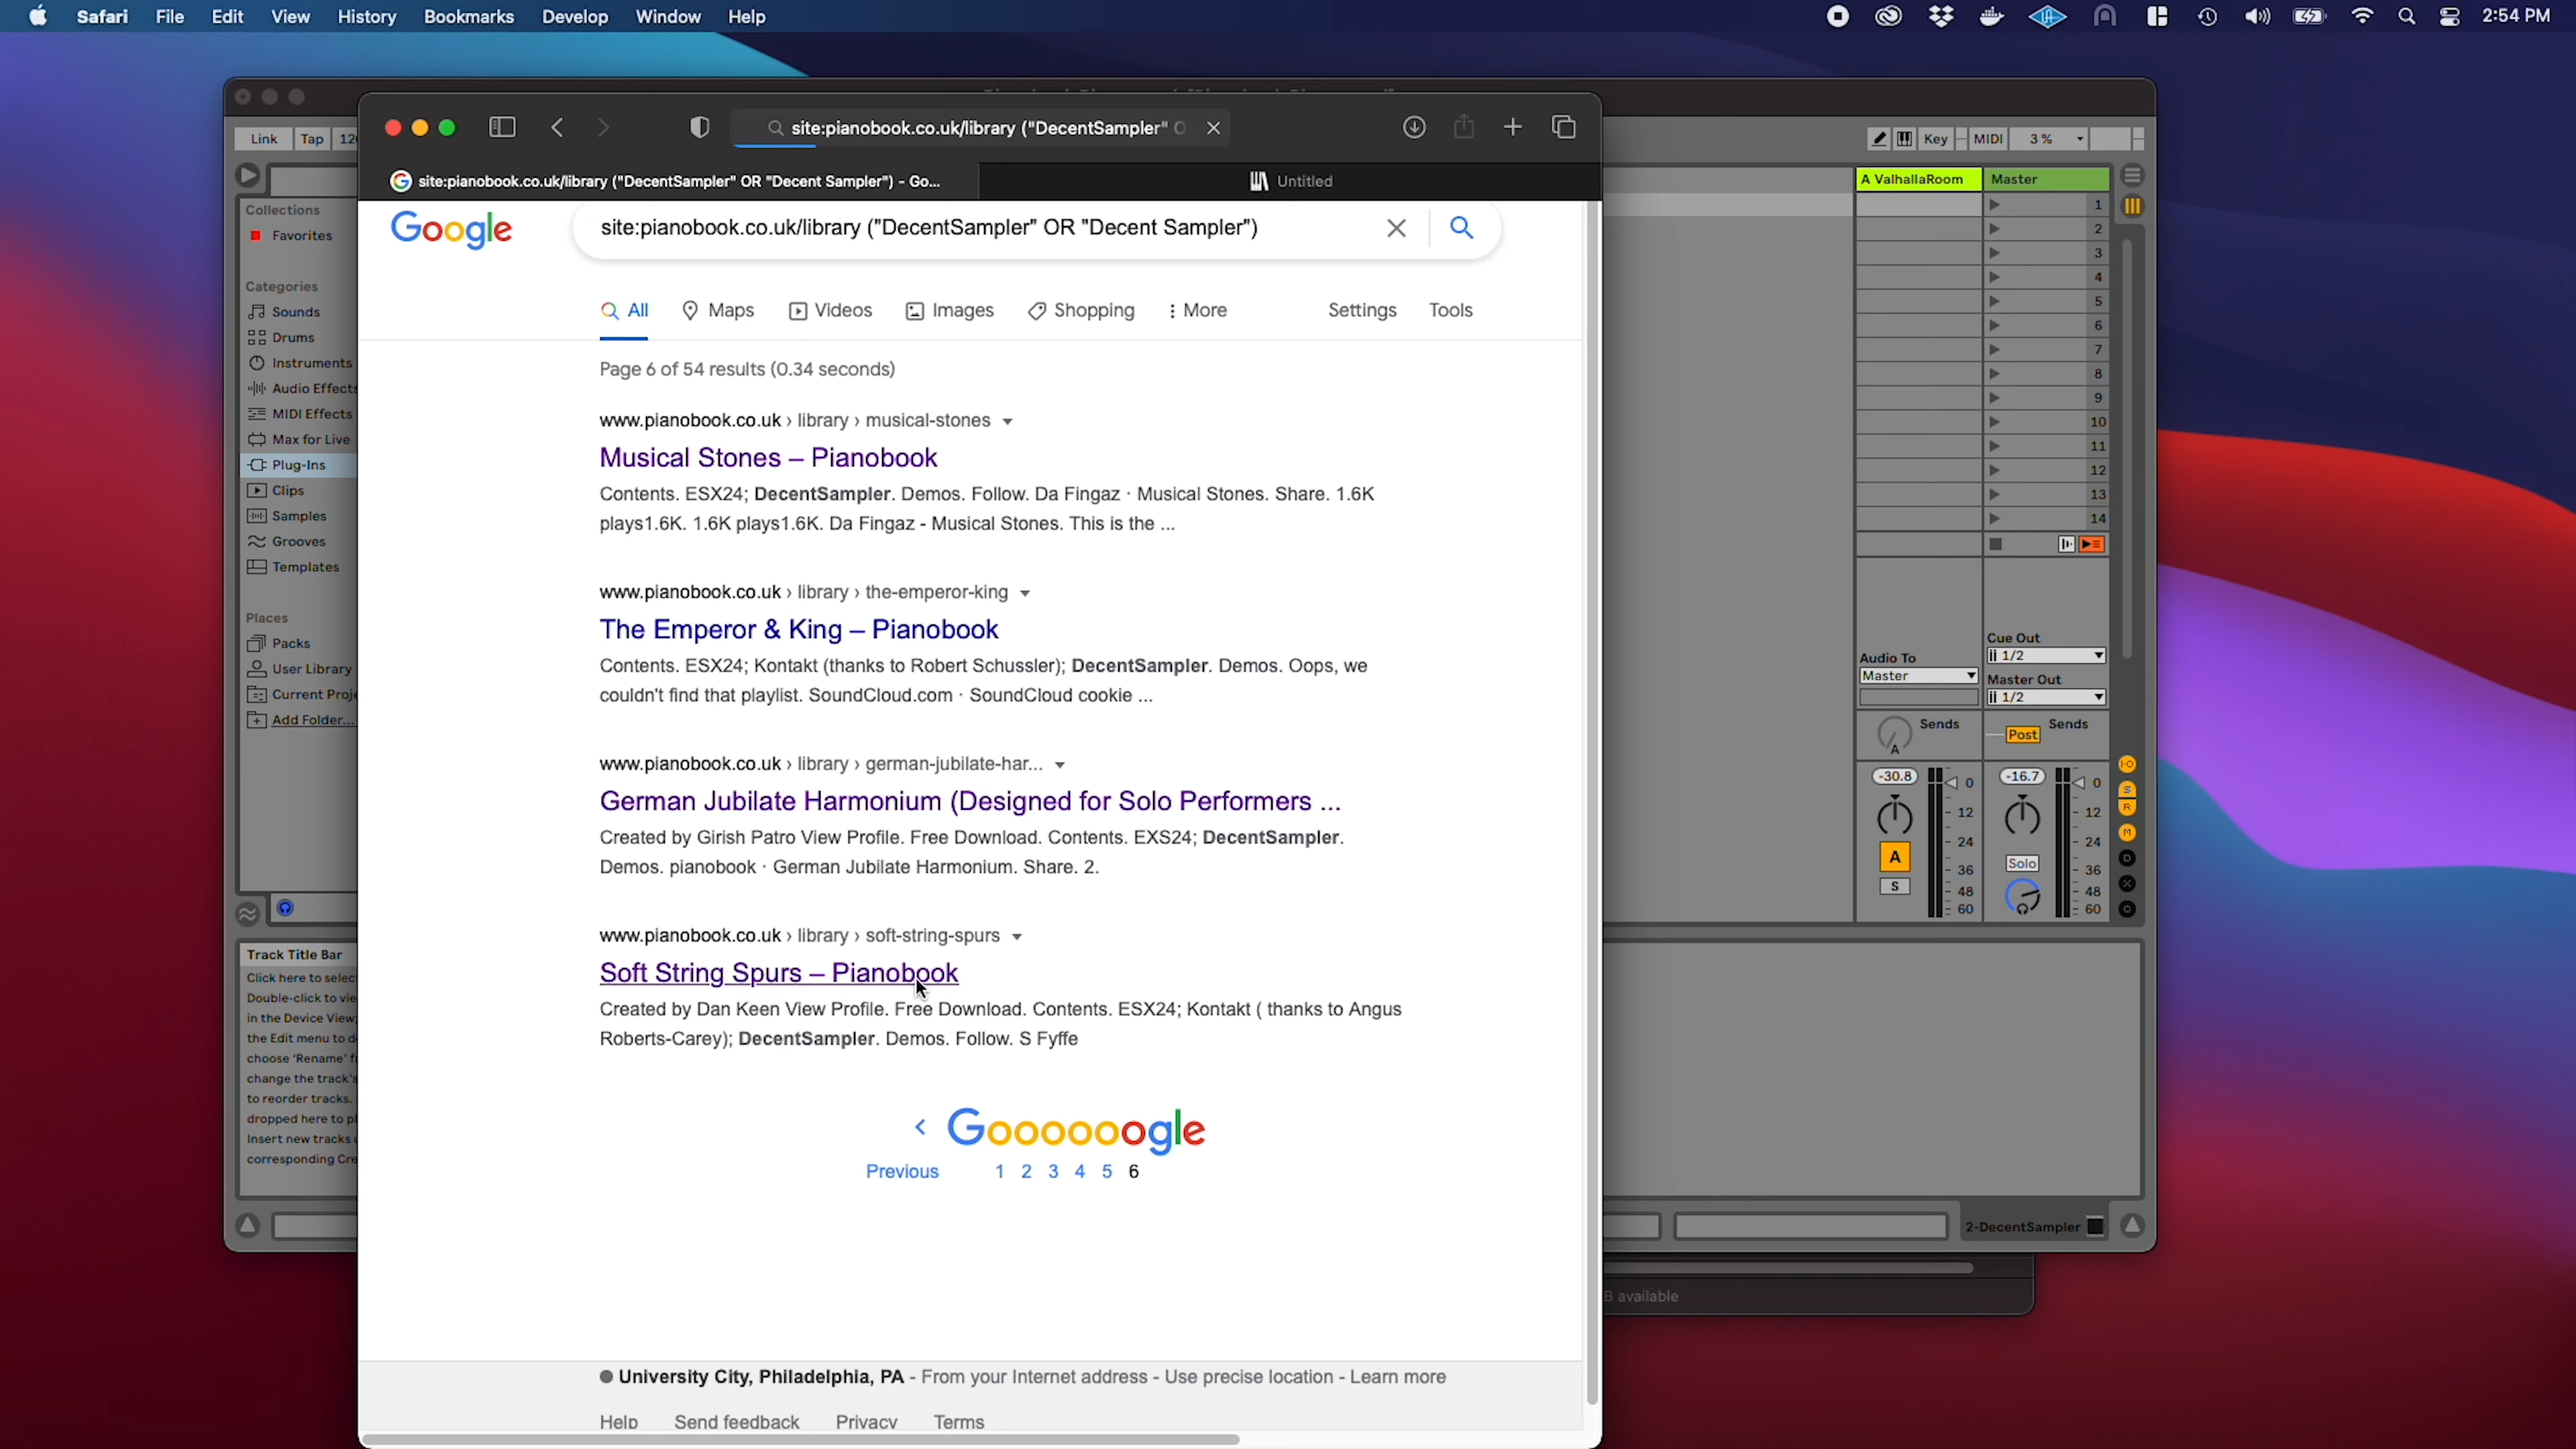 Safari File Edit View History Bookmarks Develop Window Help 2:54 PM
site:pianobook.co.uk/library ("DecentSampler" O
site:pianobook.co.uk/library ("DecentSampler" OR "Decent Sampler") - Go...
Untitled
Link Tap
Key MIDI 3 %
Collections
Favorites
Categories
Sounds
Drums
Instruments
Audio Effects
MIDI Effects
Max for Live
Plug-Ins
Clips
Samples
Grooves
Templates
Places
Packs
User Library
Current Proje
Add Folder...
Track Title Bar
Click here to selec
Double-click to vie
in the Device View;
the Edit menu to d
choose 'Rename' f
change the track's
to reorder tracks.
dropped here to p
Insert new tracks
corresponding Cre
Google
site:pianobook.co.uk/library ("DecentSampler" OR "Decent Sampler")
All Maps Videos Images Shopping More Settings Tools
Page 6 of 54 results (0.34 seconds)
www.pianobook.co.uk › library › musical-stones
Musical Stones – Pianobook
Contents. ESX24; DecentSampler. Demos. Follow. Da Fingaz · Musical Stones. Share. 1.6K
plays1.6K. 1.6K plays1.6K. Da Fingaz - Musical Stones. This is the ...
www.pianobook.co.uk › library › the-emperor-king
The Emperor & King – Pianobook
Contents. ESX24; Kontakt (thanks to Robert Schussler); DecentSampler. Demos. Oops, we
couldn't find that playlist. SoundCloud.com · SoundCloud cookie ...
www.pianobook.co.uk › library › german-jubilate-har...
German Jubilate Harmonium (Designed for Solo Performers ...
Created by Girish Patro View Profile. Free Download. Contents. EXS24; DecentSampler.
Demos. pianobook · German Jubilate Harmonium. Share. 2.
www.pianobook.co.uk › library › soft-string-spurs
Soft String Spurs – Pianobook
Created by Dan Keen View Profile. Free Download. Contents. ESX24; Kontakt ( thanks to Angus
Roberts-Carey); DecentSampler. Demos. Follow. S Fyffe
Goooooogle
Previous 1 2 3 4 5 6
University City, Philadelphia, PA - From your Internet address - Use precise location - Learn more
Help Send feedback Privacy Terms
A ValhallaRoom Master
1
2
3
4
5
6
7
8
9
10
11
12
13
14
Cue Out
1/2
Audio To
Master
Master Out
1/2
Sends Sends
A Post
-30.8 -16.7
0 0
12 12
24 24
A Solo
36 36
S
48 48
60 60
I·O
S
R
M
D
X
C
2-DecentSampler
B available